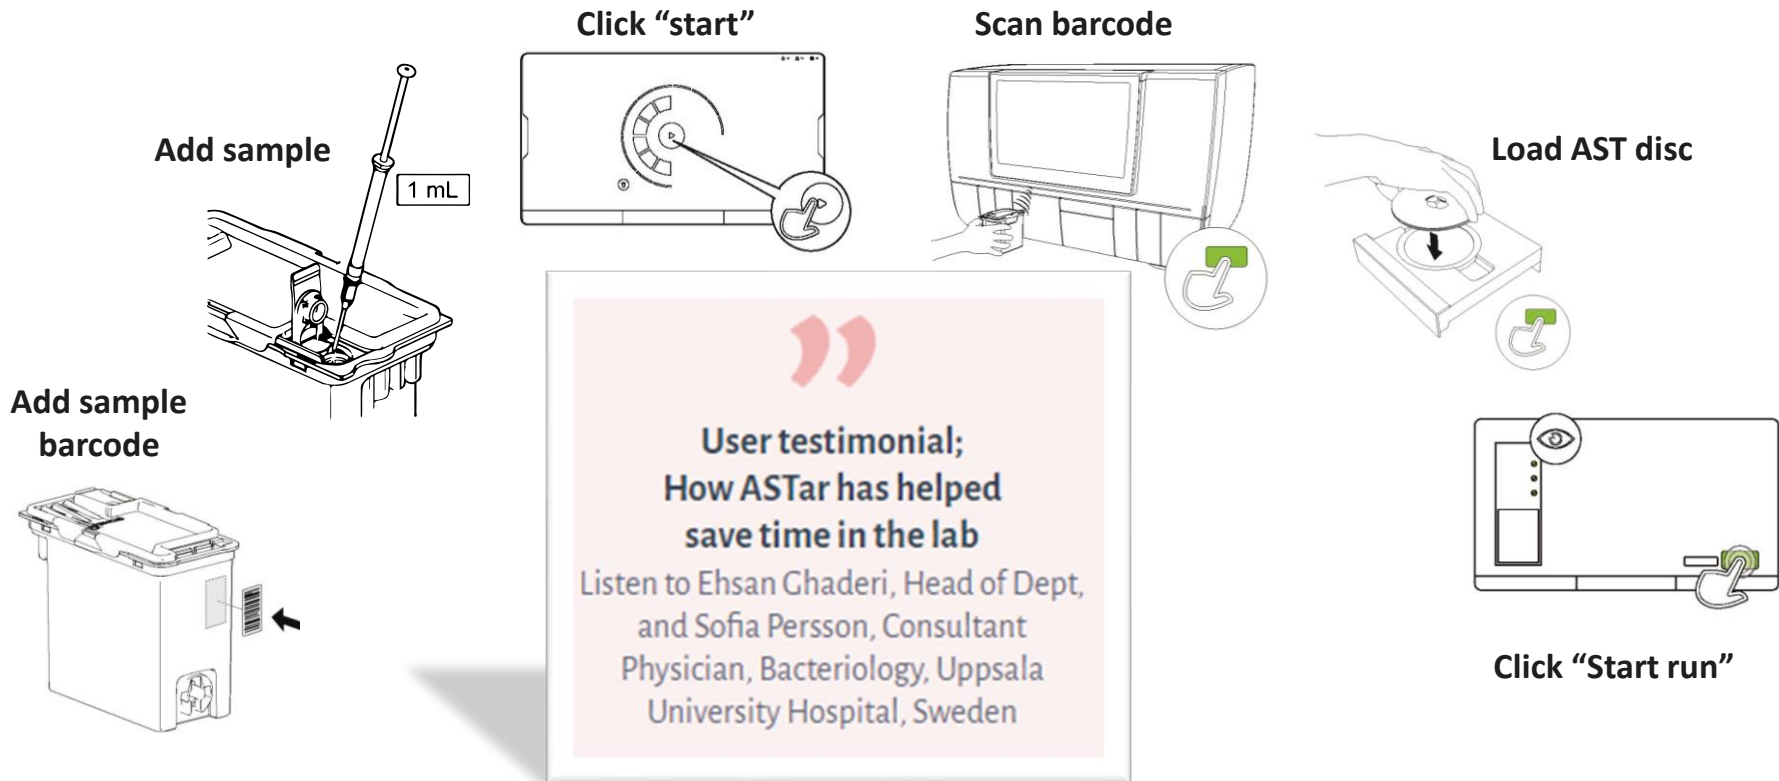 Add sample
barcode
Add sample
1 mL
Click “start”
Scan barcode
Load AST disc
Click “Start run”
”
User testimonial;
How ASTar has helped
save time in the lab
Listen to Ehsan Ghaderi, Head of Dept,
and Sofia Persson, Consultant
Physician, Bacteriology, Uppsala
University Hospital, Sweden